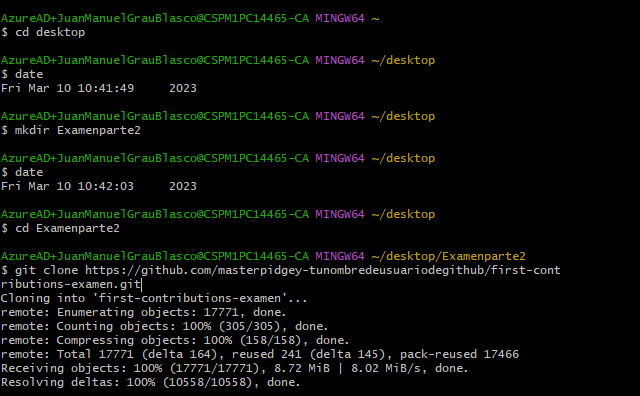 AzureAD+JuanManuelGrauBlasco@CSPM1PC14465-CA MINGW64 ~
$ cd desktop
AzureAD+JuanManuelGrauBlasco@CSPM1PC14465-CA MINGW64 ~/desktop
$ date
Fri Mar 10 10:41:49     2023
AzureAD+JuanManuelGrauBlasco@CSPM1PC14465-CA MINGW64 ~/desktop
$ mkdir Examenparte2
AzureAD+JuanManuelGrauBlasco@CSPM1PC14465-CA MINGW64 ~/desktop
$ date
Fri Mar 10 10:42:03     2023
AzureAD+JuanManuelGrauBlasco@CSPM1PC14465-CA MINGW64 ~/desktop
$ cd Examenparte2
AzureAD+JuanManuelGrauBlasco@CSPM1PC14465-CA MINGW64 ~/desktop/Examenparte2
$ git clone https://github.com/masterpidgey-tunombredeusuariodegithub/first-cont
ributions-examen.git
Cloning into 'first-contributions-examen'...
remote: Enumerating objects: 17771, done.
remote: Counting objects: 100% (305/305), done.
remote: Compressing objects: 100% (158/158), done.
remote: Total 17771 (delta 164), reused 241 (delta 145), pack-reused 17466
Receiving objects: 100% (17771/17771), 8.72 MiB | 8.02 MiB/s, done.
Resolving deltas: 100% (10558/10558), done.